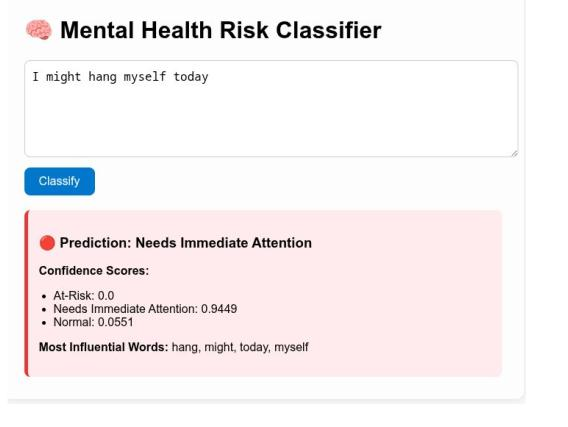 🧠 Mental Health Risk Classifier
I might hang myself today
Classify
🔴 Prediction: Needs Immediate Attention
Confidence Scores:
• At-Risk: 0.0
• Needs Immediate Attention: 0.9449
• Normal: 0.0551
Most Influential Words: hang, might, today, myself